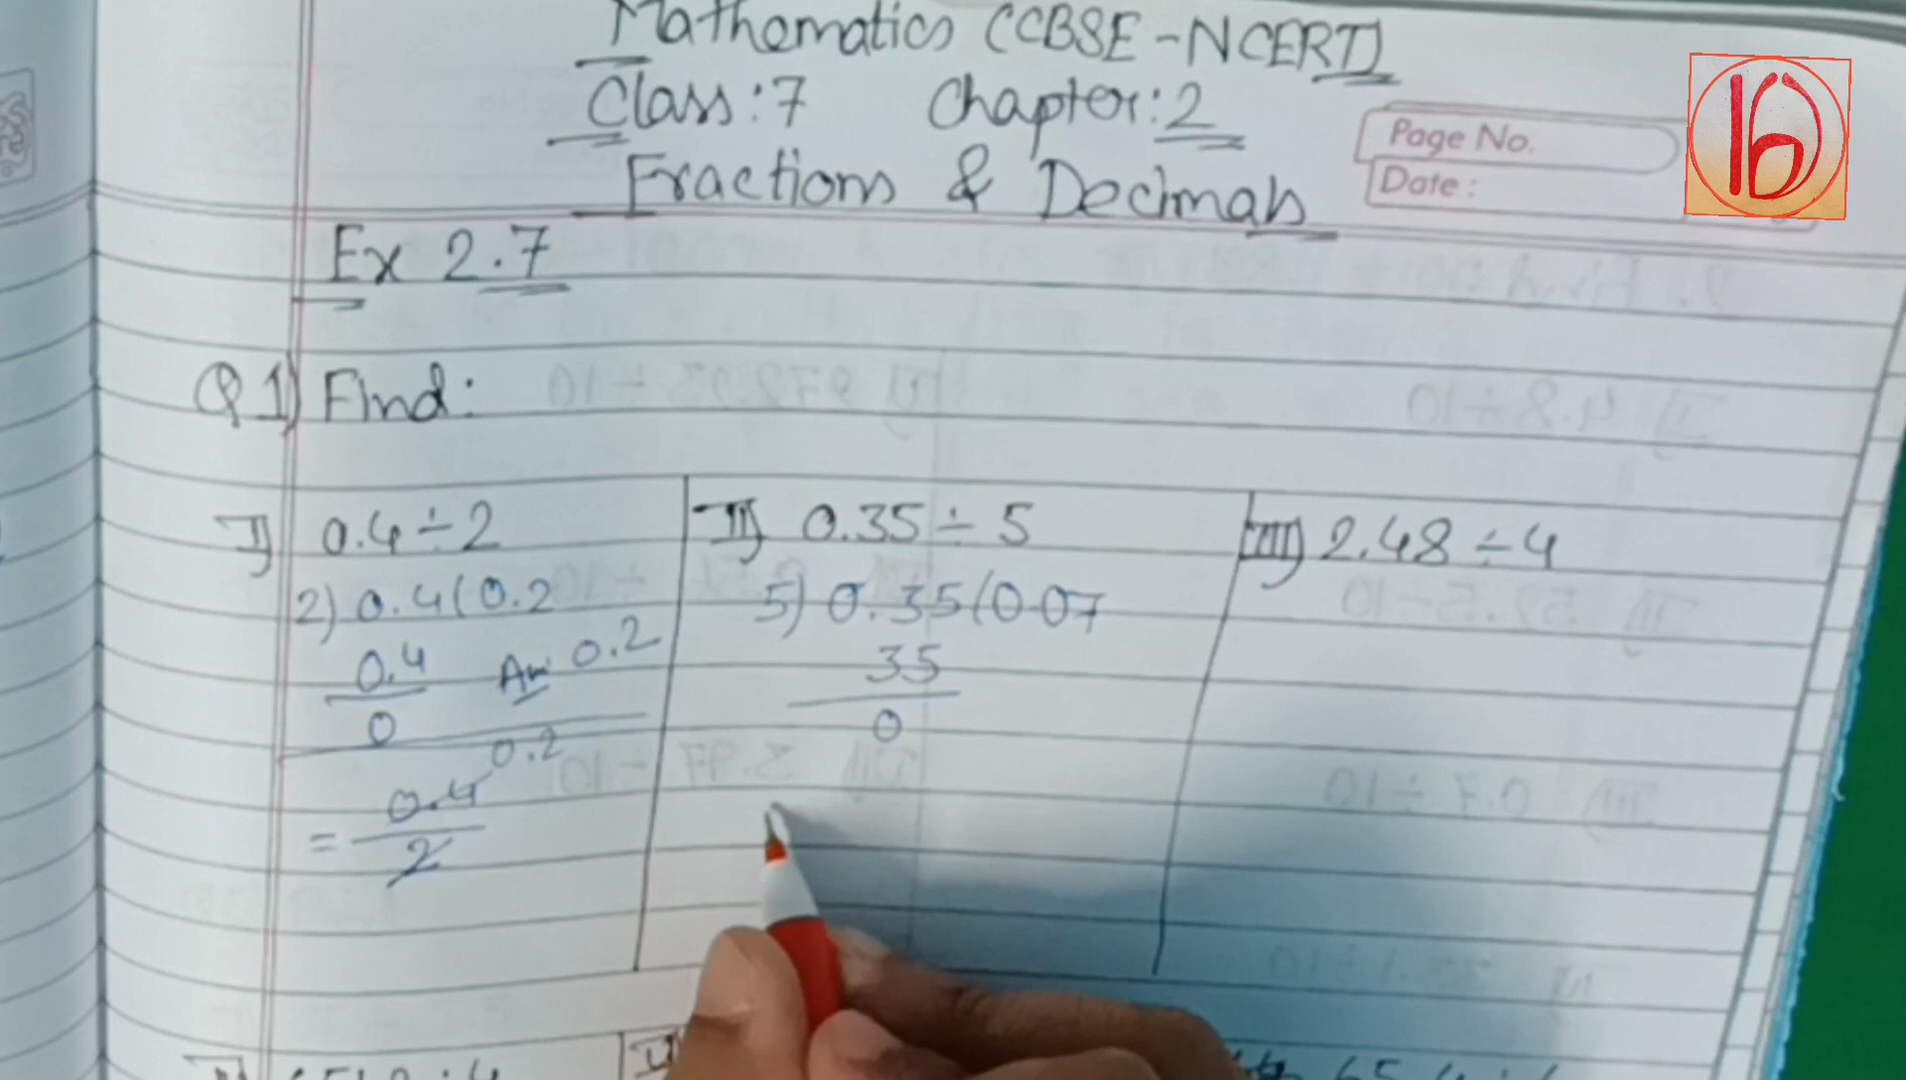 Mathematics (CBSE-NCERT)
Class:7 Chapter:2
Page No.
Fractions & Decimals
Date:
Ex 2.7
Q1) Find:
I) 0.4÷2
2) 0.4(0.2
0.4
0
Ans 0.2
0.2
= 0.4
2
II) 0.35÷5
5) 0.35(0.07
35
0
III) 2.48÷4